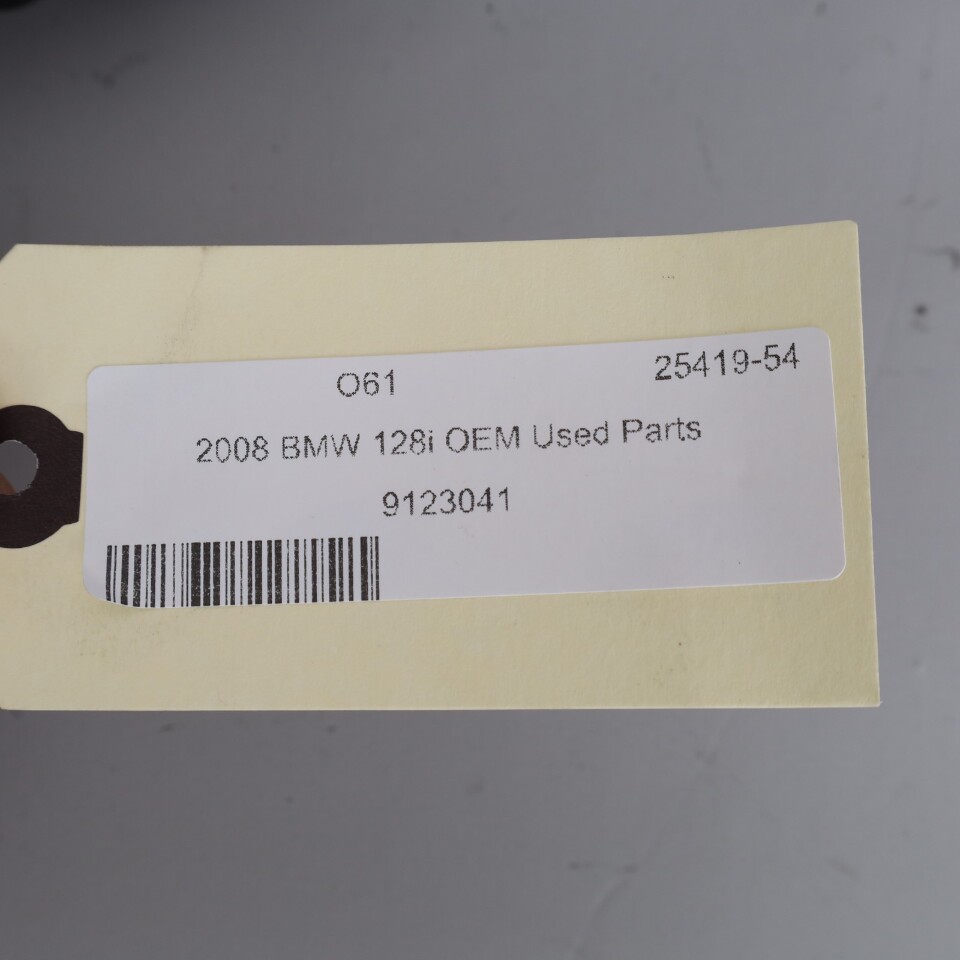 O61 25419-54
2008 BMW 128i OEM Used Parts
9123041